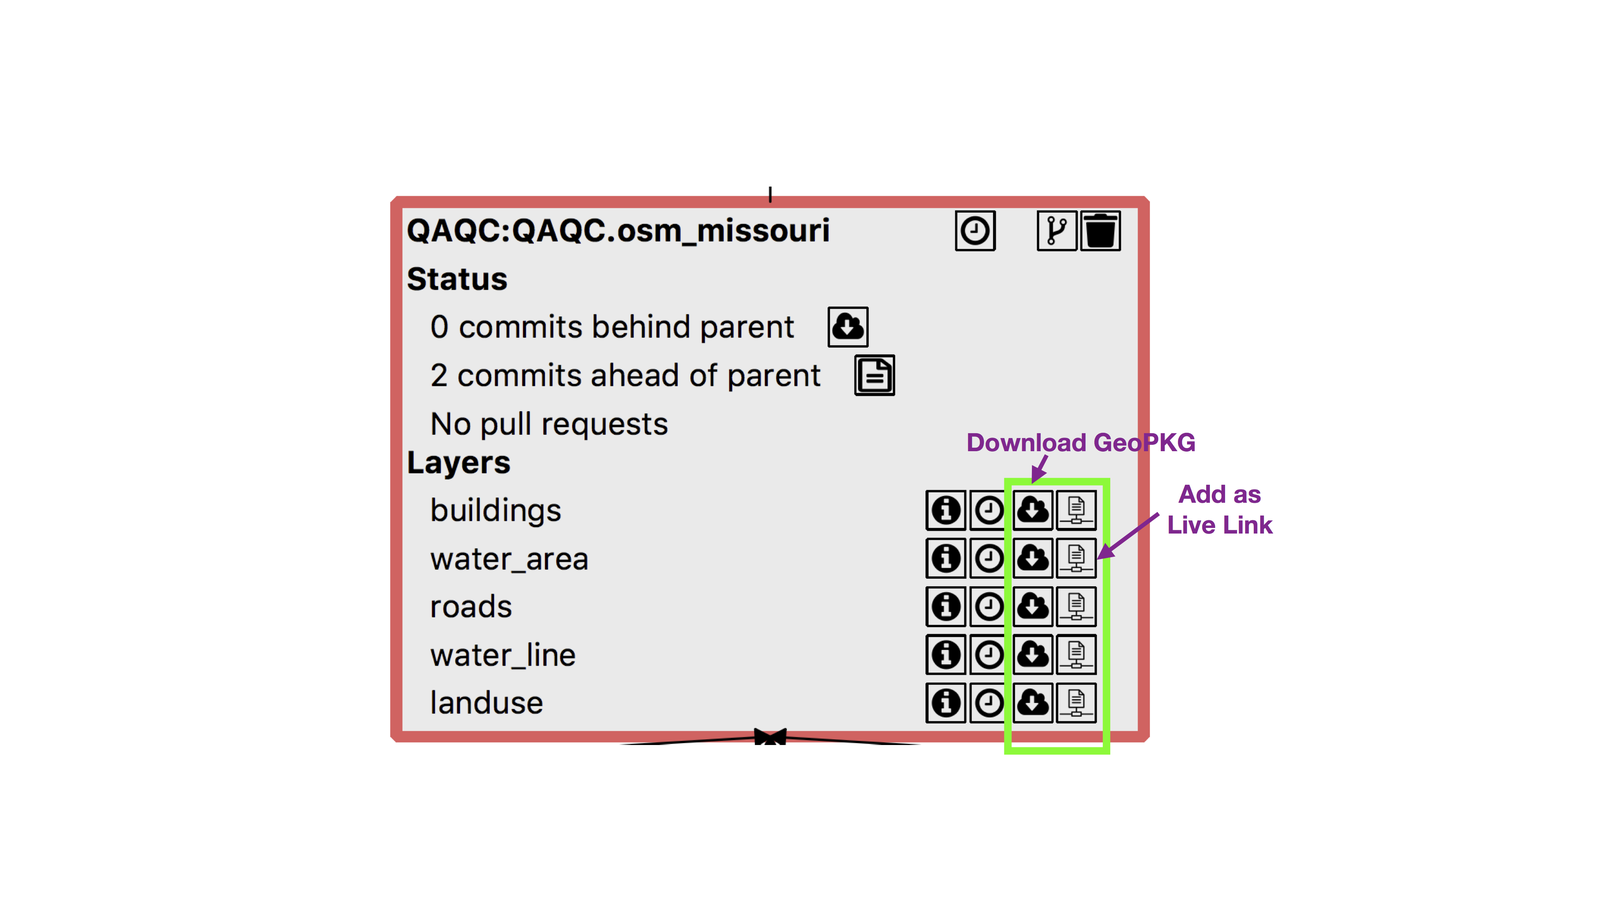 QAQC:QAQC.osm_missouri
Status
0 commits behind parent
2 commits ahead of parent
No pull requests
Download GeoPKG
Layers
Add as
Live Link
buildings
water_area
roads
water_line
landuse